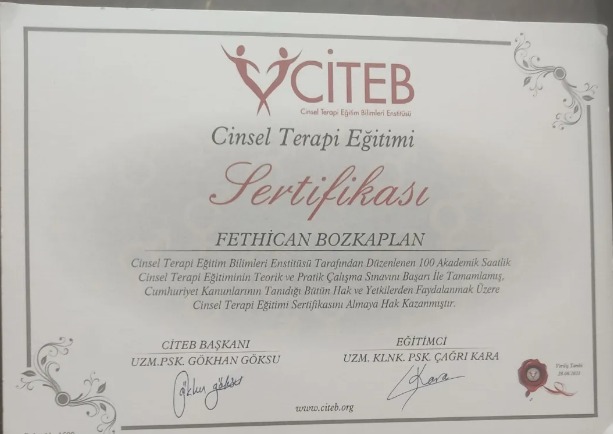 CİTEB
Cinsel Terapi Eğitim Bilimleri Enstitüsü
Cinsel Terapi Eğitimi
Sertifikası
FETHİCAN BOZKAPLAN
Cinsel Terapi Eğitim Bilimleri Enstitüsü Tarafından Düzenlenen 100 Akademik Saatlik
Cinsel Terapi Eğitiminin Teorik ve Pratik Çalışma Sınavını Başarı İle Tamamlamış,
Cumhuriyet Kanunlarının Tanıdığı Bütün Hak ve Yetkilerden Faydalanmak Üzere
Cinsel Terapi Eğitimi Sertifikasını Almaya Hak Kazanmıştır.
CİTEB BAŞKANI
UZM.PSK. GÖKHAN GÖKSU
Gökhan göksu
EĞİTİMCİ
UZM. KLNK. PSK. ÇAĞRI KARA
Kara
www.citeb.org